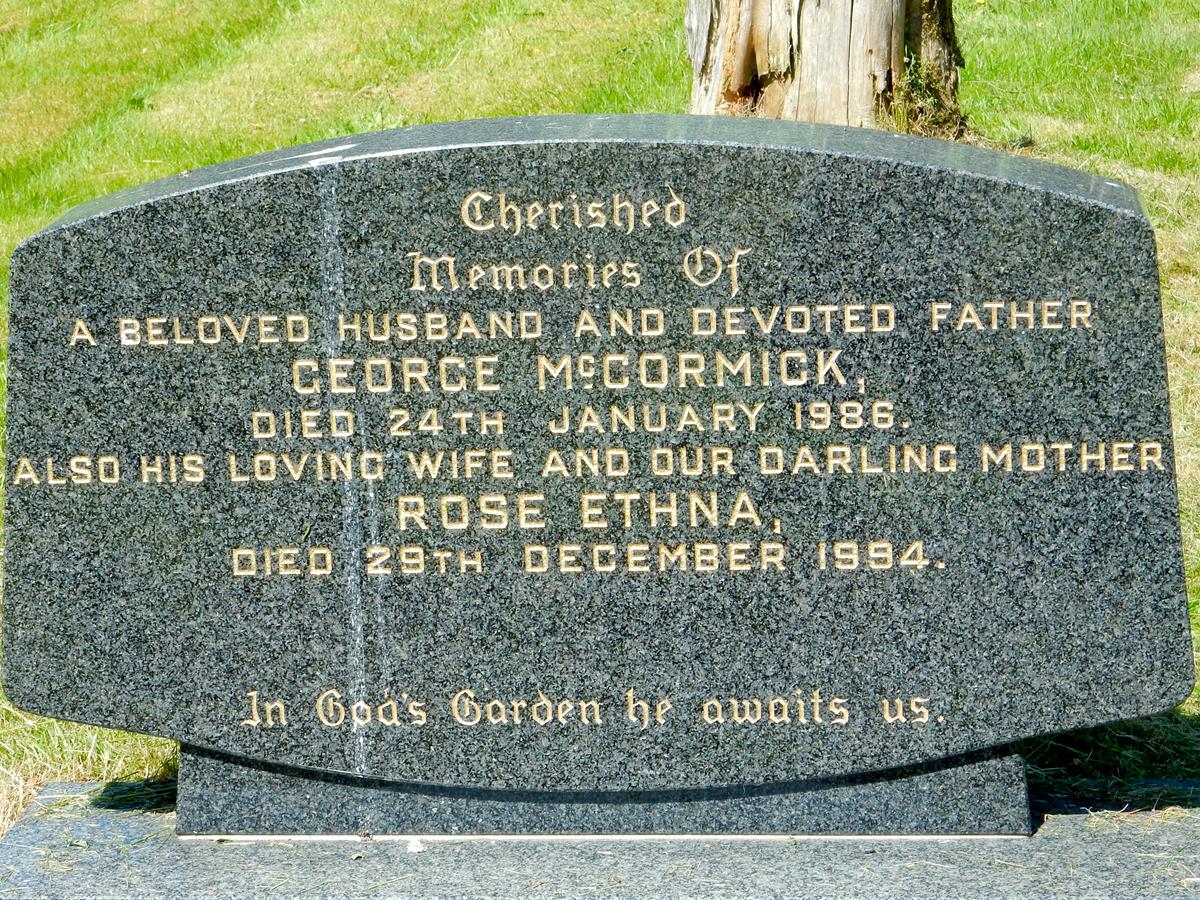 Cherished
Memories Of
A BELOVED HUSBAND AND DEVOTED FATHER
GEORGE McCORMICK,
DIED 24TH JANUARY 1986.
ALSO HIS LOVING WIFE AND OUR DARLING MOTHER
ROSE ETHNA,
DIED 29TH DECEMBER 1994.
In God's Garden he awaits us.